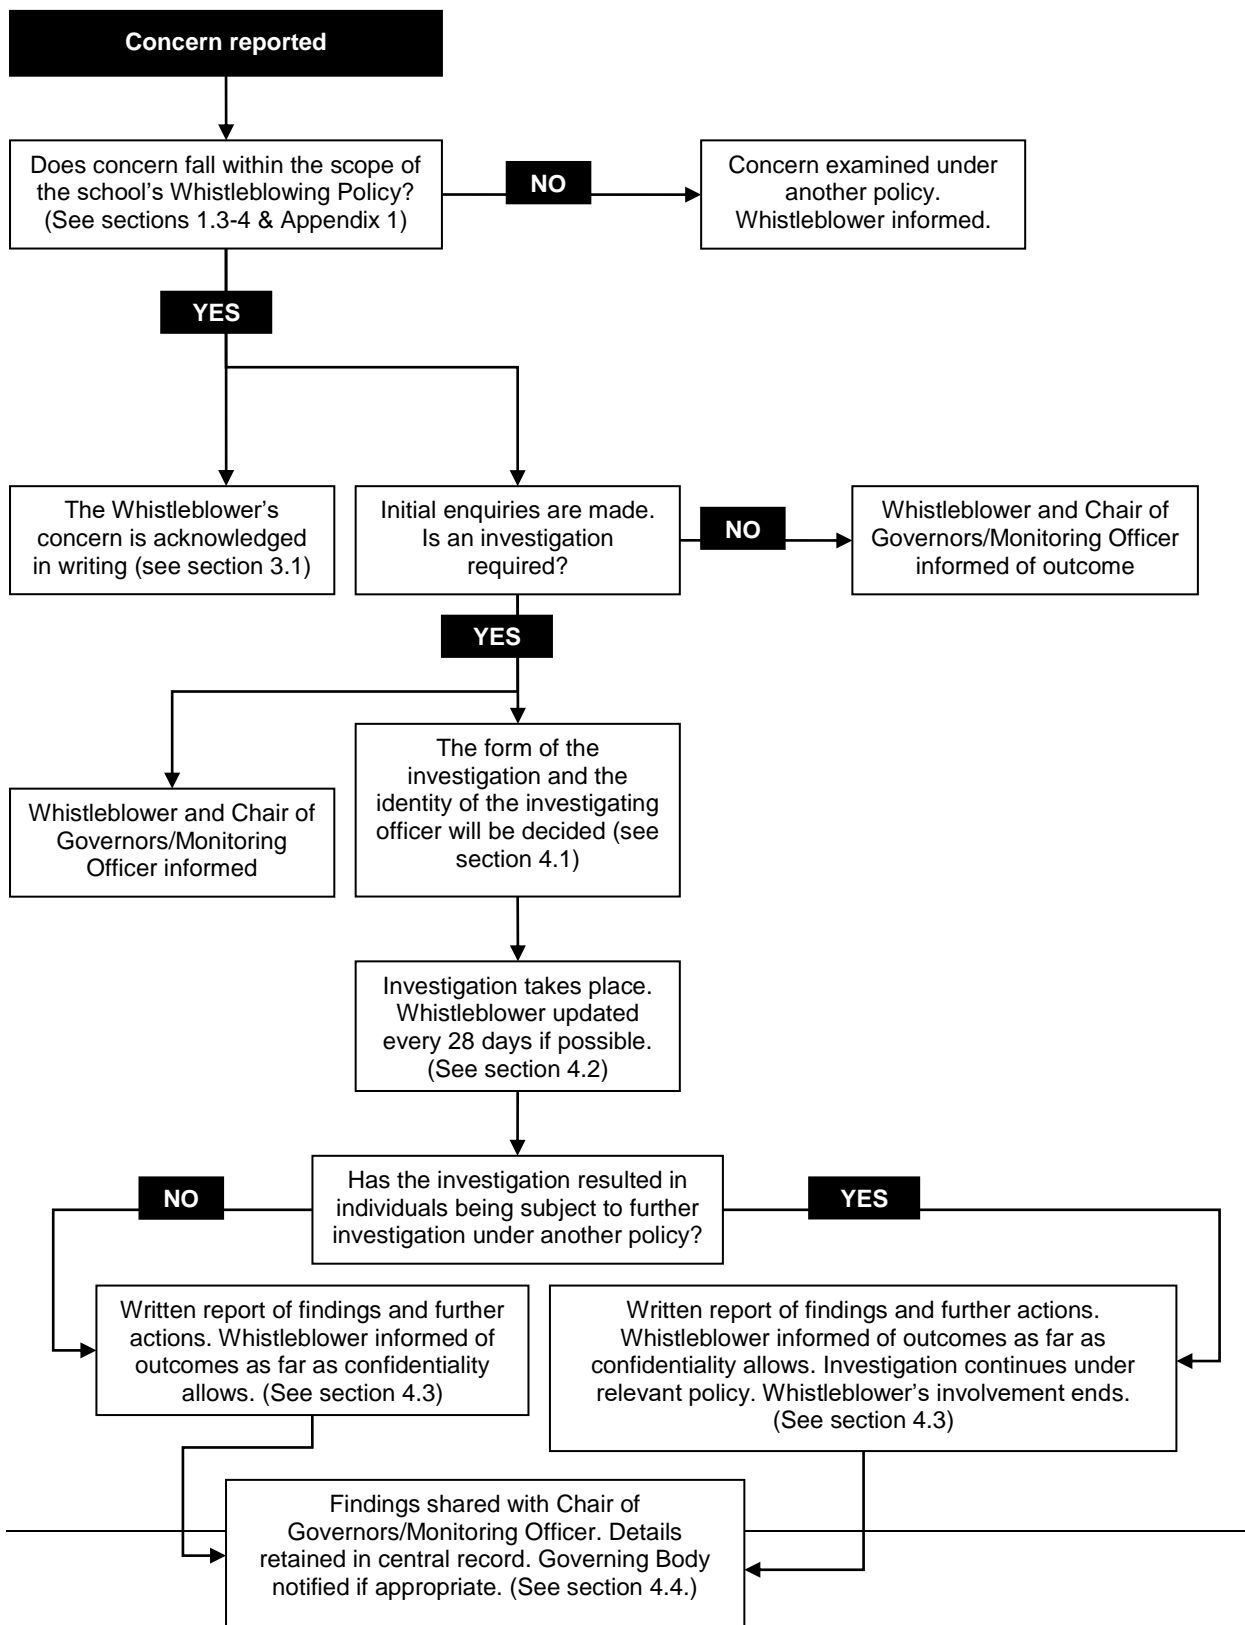 Concern reported
Does concern fall within the scope of
the school's Whistleblowing Policy?
(See sections 1.3-4 & Appendix 1)
NO
Concern examined under
another policy.
Whistleblower informed.
YES
The Whistleblower's
concern is acknowledged
in writing (see section 3.1)
Initial enquiries are made.
Is an investigation
required?
NO
Whistleblower and Chair of
Governors/Monitoring Officer
informed of outcome
YES
Whistleblower and Chair of
Governors/Monitoring
Officer informed
The form of the
investigation and the
identity of the investigating
officer will be decided (see
section 4.1)
Investigation takes place.
Whistleblower updated
every 28 days if possible.
(See section 4.2)
NO
Has the investigation resulted in
individuals being subject to further
investigation under another policy?
YES
Written report of findings and further
actions. Whistleblower informed of
outcomes as far as confidentiality
allows. (See section 4.3)
Written report of findings and further actions.
Whistleblower informed of outcomes as far as
confidentiality allows. Investigation continues under
relevant policy. Whistleblower's involvement ends.
(See section 4.3)
Findings shared with Chair of
Governors/Monitoring Officer. Details
retained in central record. Governing Body
notified if appropriate. (See section 4.4.)